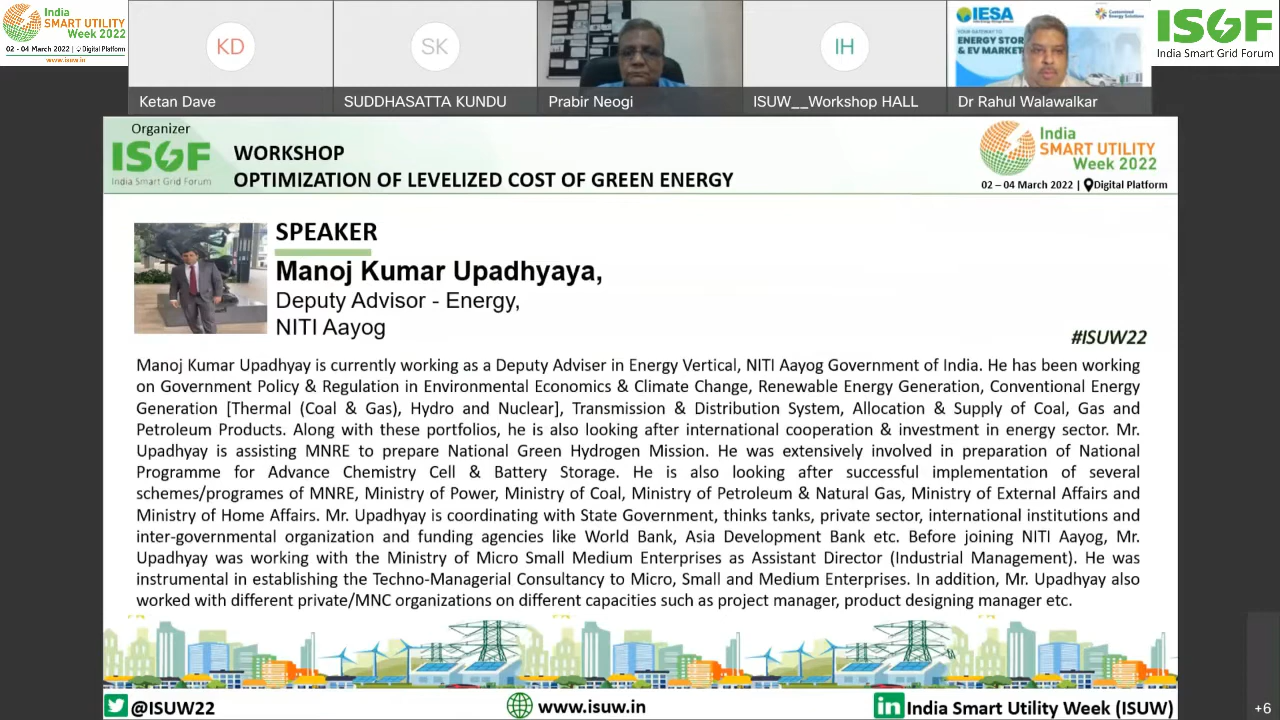 India
SMART UTILITY
Week 2022
02 - 04 March 2022 | Digital Platform
www.isuw.in
KD
Ketan Dave
SK
SUDDHASATTA KUNDU
Prabir Neogi
IH
ISUW__Workshop HALL
IESA
YOUR GATEWAY TO
ENERGY STOR
& EV MARKET
Customized
Energy Solutions
Dr Rahul Walawalkar
ISGF
India Smart Grid Forum
Organizer
ISGF
India Smart Grid Forum
WORKSHOP
OPTIMIZATION OF LEVELIZED COST OF GREEN ENERGY
India
SMART UTILITY
Week 2022
02 – 04 March 2022 | Digital Platform
SPEAKER
Manoj Kumar Upadhyaya,
Deputy Advisor - Energy,
NITI Aayog
#ISUW22
Manoj Kumar Upadhyay is currently working as a Deputy Adviser in Energy Vertical, NITI Aayog Government of India. He has been working
on Government Policy & Regulation in Environmental Economics & Climate Change, Renewable Energy Generation, Conventional Energy
Generation [Thermal (Coal & Gas), Hydro and Nuclear], Transmission & Distribution System, Allocation & Supply of Coal, Gas and
Petroleum Products. Along with these portfolios, he is also looking after international cooperation & investment in energy sector. Mr.
Upadhyay is assisting MNRE to prepare National Green Hydrogen Mission. He was extensively involved in preparation of National
Programme for Advance Chemistry Cell & Battery Storage. He is also looking after successful implementation of several
schemes/programes of MNRE, Ministry of Power, Ministry of Coal, Ministry of Petroleum & Natural Gas, Ministry of External Affairs and
Ministry of Home Affairs. Mr. Upadhyay is coordinating with State Government, thinks tanks, private sector, international institutions and
inter-governmental organization and funding agencies like World Bank, Asia Development Bank etc. Before joining NITI Aayog, Mr.
Upadhyay was working with the Ministry of Micro Small Medium Enterprises as Assistant Director (Industrial Management). He was
instrumental in establishing the Techno-Managerial Consultancy to Micro, Small and Medium Enterprises. In addition, Mr. Upadhyay also
worked with different private/MNC organizations on different capacities such as project manager, product designing manager etc.
@ISUW22
www.isuw.in
in India Smart Utility Week (ISUW)
+6